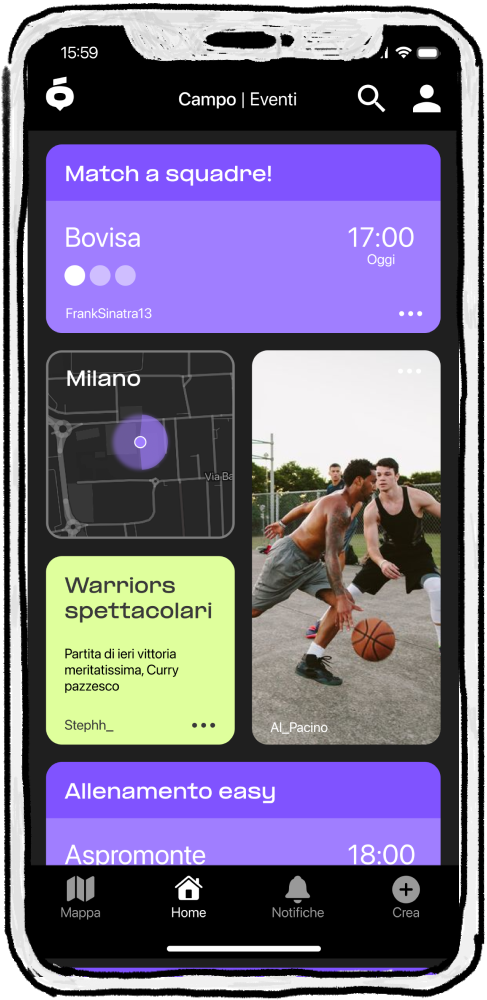 15:59
Campo | Eventi
Match a squadre!
Bovisa
17:00
Oggi
FrankSinatra13
Milano
Via Ba
Warriors
spettacolari
Partita di ieri vittoria
meritatissima, Curry
pazzesco
Stephh_
Al_Pacino
Allenamento easy
Aspromonte
18:00
Mappa
Home
Notifiche
Crea